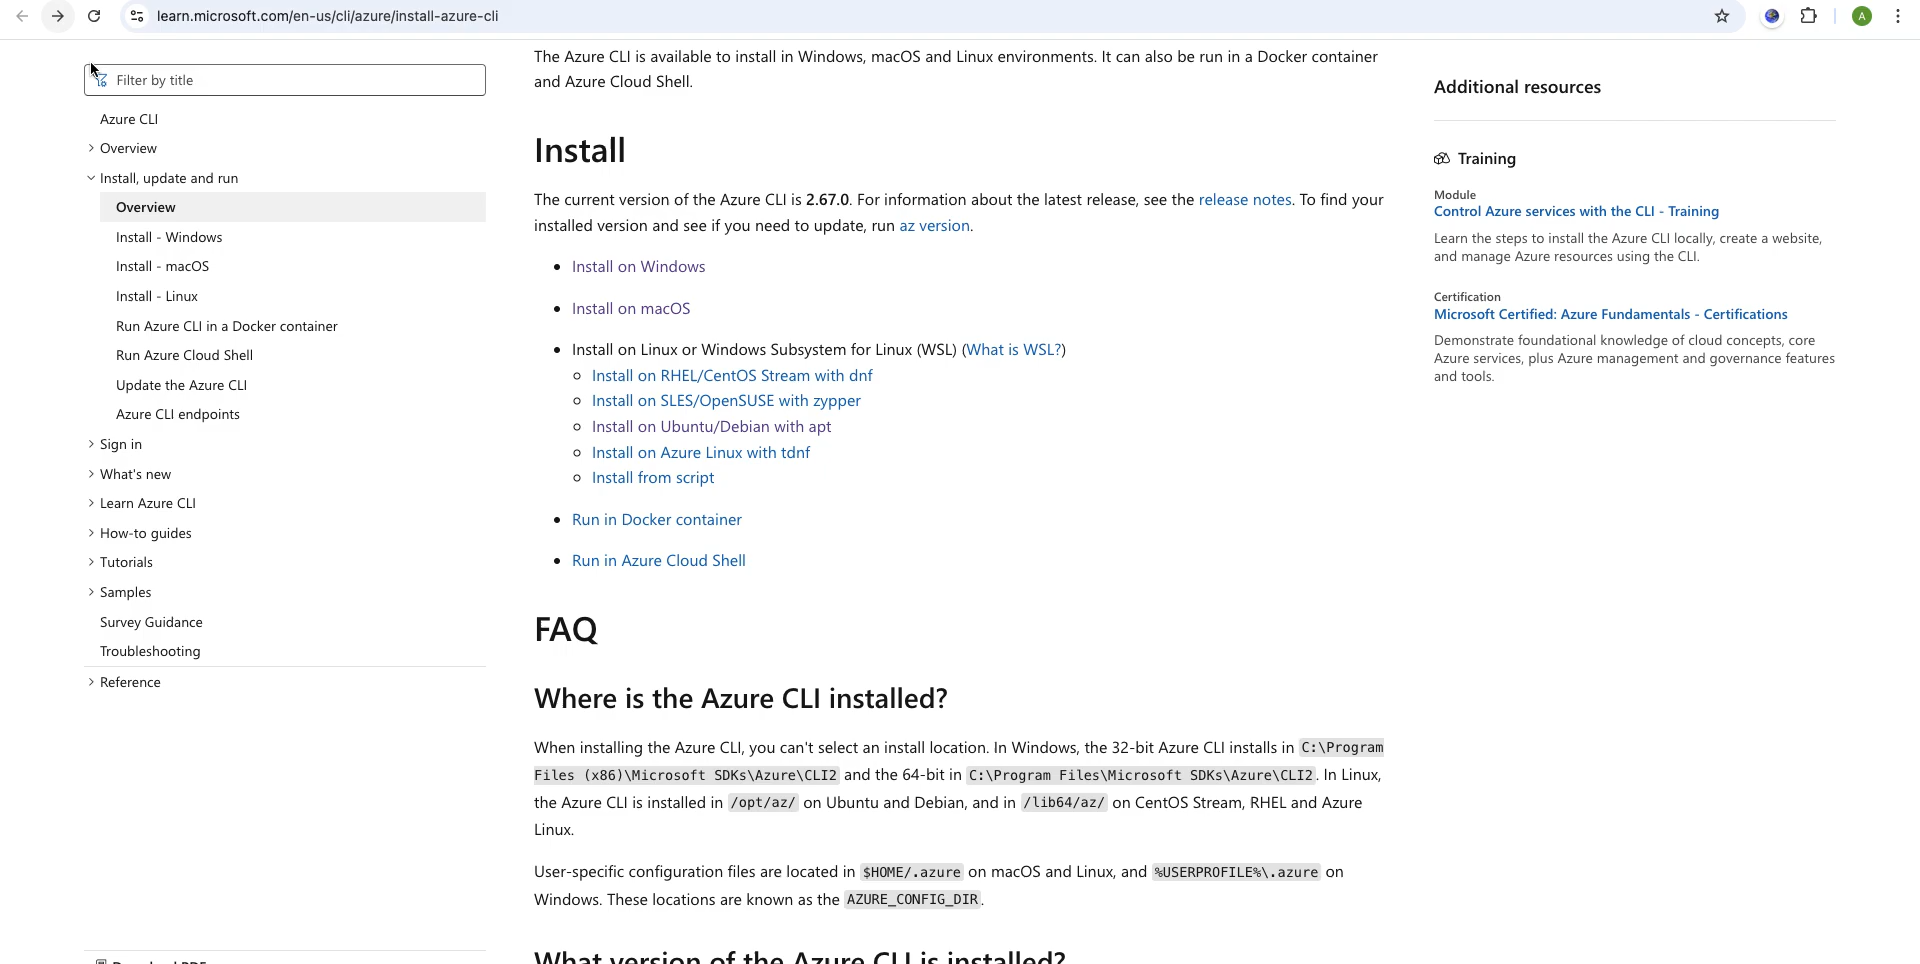 learn.microsoft.com/en-us/cli/azure/install-azure-cli
A
Filter by title
Azure CLI
Overview
Install, update and run
Overview
Install - Windows
Install - macOS
Install - Linux
Run Azure CLI in a Docker container
Run Azure Cloud Shell
Update the Azure CLI
Azure CLI endpoints
Sign in
What's new
Learn Azure CLI
How-to guides
Tutorials
Samples
Survey Guidance
Troubleshooting
Reference
Download PDF
The Azure CLI is available to install in Windows, macOS and Linux environments. It can also be run in a Docker container
and Azure Cloud Shell.
Install
The current version of the Azure CLI is 2.67.0. For information about the latest release, see the release notes. To find your
installed version and see if you need to update, run az version.
Install on Windows
Install on macOS
Install on Linux or Windows Subsystem for Linux (WSL) (What is WSL?)
Install on RHEL/CentOS Stream with dnf
Install on SLES/OpenSUSE with zypper
Install on Ubuntu/Debian with apt
Install on Azure Linux with tdnf
Install from script
Run in Docker container
Run in Azure Cloud Shell
FAQ
Where is the Azure CLI installed?
When installing the Azure CLI, you can't select an install location. In Windows, the 32-bit Azure CLI installs in C:\Program
Files (x86)\Microsoft SDKs\Azure\CLI2 and the 64-bit in C:\Program Files\Microsoft SDKs\Azure\CLI2. In Linux,
the Azure CLI is installed in /opt/az/ on Ubuntu and Debian, and in /lib64/az/ on CentOS Stream, RHEL and Azure
Linux.
User-specific configuration files are located in $HOME/.azure on macOS and Linux, and %USERPROFILE%\.azure on
Windows. These locations are known as the AZURE_CONFIG_DIR.
What version of the Azure CLI is installed?
Additional resources
Training
Module
Control Azure services with the CLI - Training
Learn the steps to install the Azure CLI locally, create a website,
and manage Azure resources using the CLI.
Certification
Microsoft Certified: Azure Fundamentals - Certifications
Demonstrate foundational knowledge of cloud concepts, core
Azure services, plus Azure management and governance features
and tools.